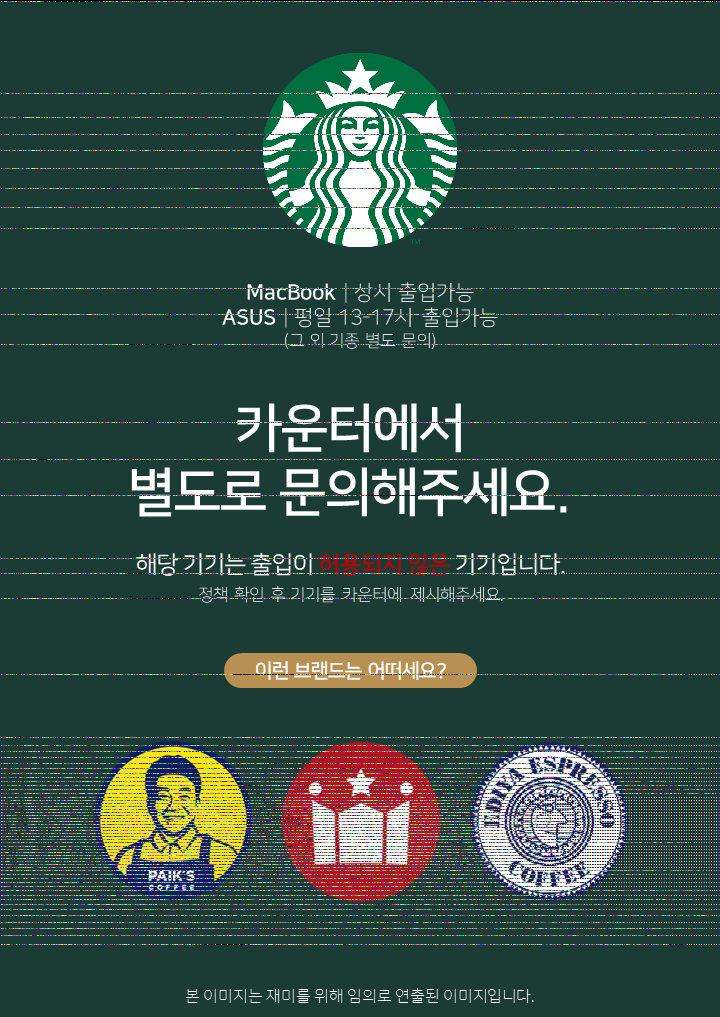 MacBook | 상시 출입가능
ASUS | 평일 13-17시 출입가능
(그 외 기종 별도 문의)
카운터에서
별도로 문의해주세요.
해당 기기는 출입이 허용되지 않은 기기입니다.
정책 확인 후 기기를 카운터에 제시해주세요.
이런 브랜드는 어떠세요?
PAIK'S
COFFEE
EDIYA ESPRESSO
COFFEE
본 이미지는 재미를 위해 임의로 연출된 이미지입니다.